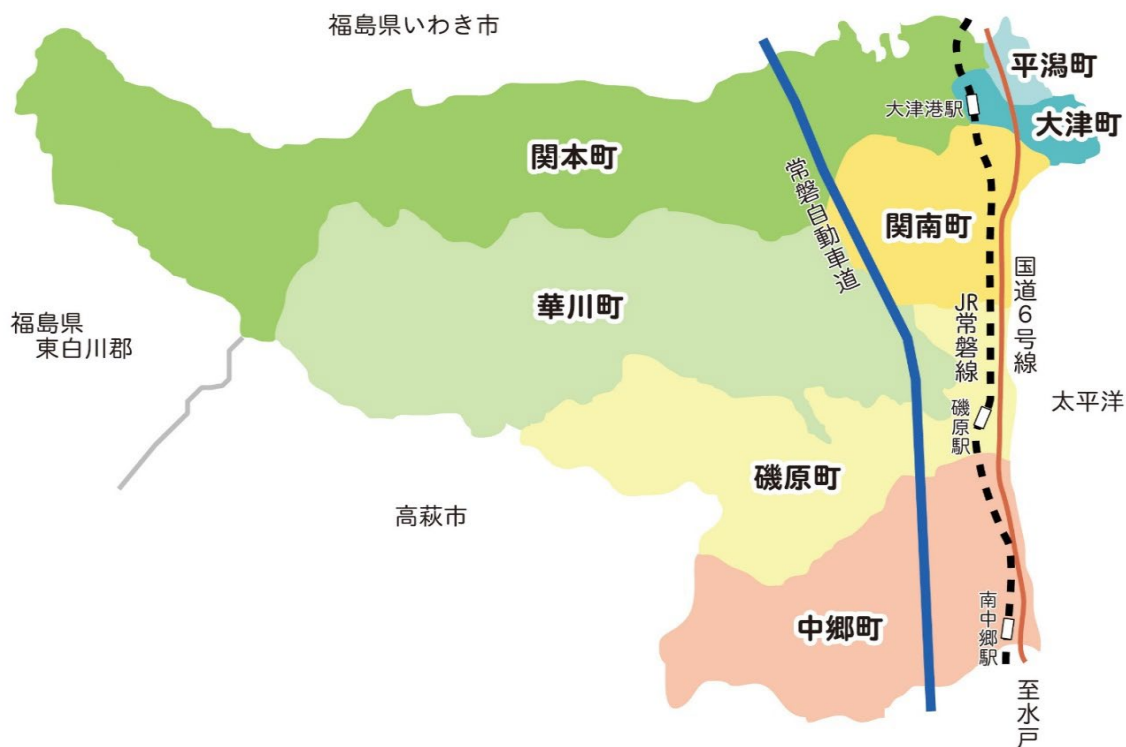 福島県いわき市
平潟町
大津港駅
大津町
関本町
常磐自動車道
関南町
国道6号線
華川町
JR常磐線
福島県
東白川郡
太平洋
磯原駅
磯原町
高萩市
中郷町
南中郷駅
至水戸